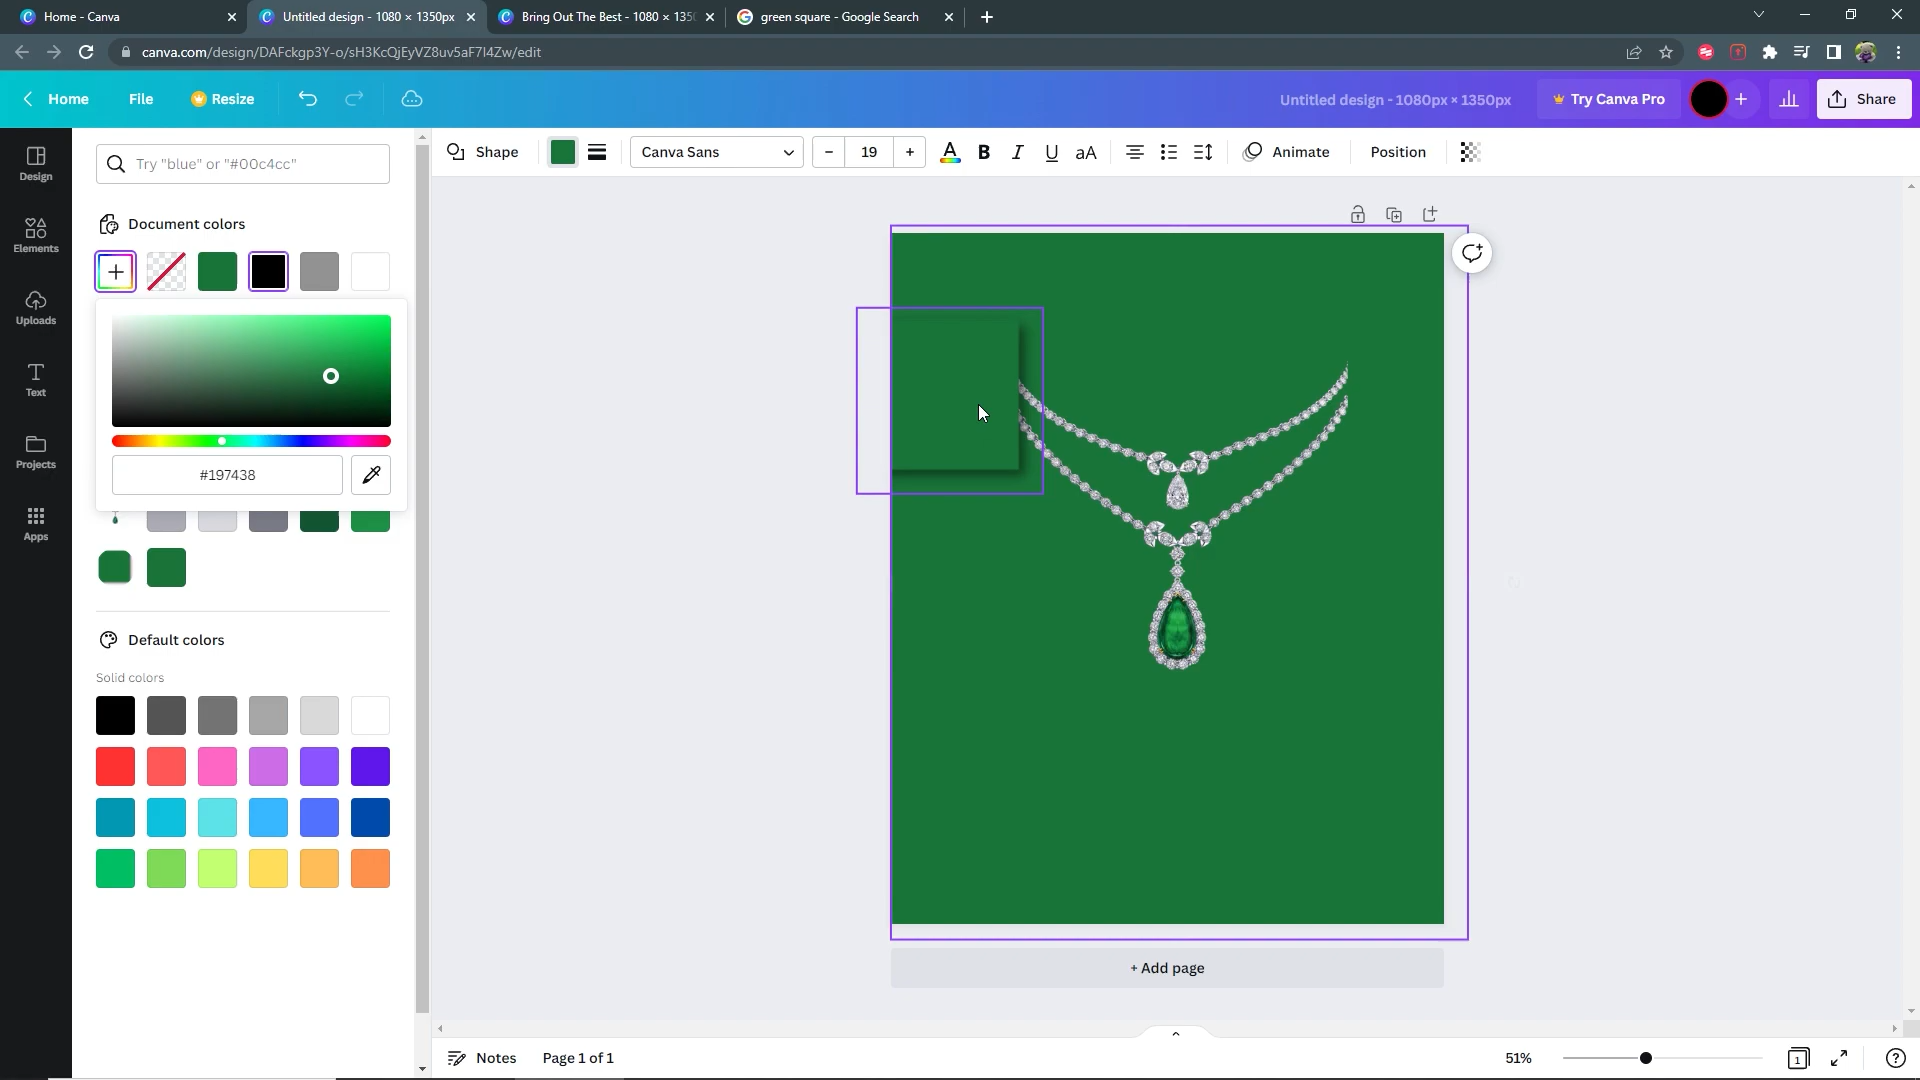 Home - Canva
Untitled design - 1080 × 1350px
Bring Out The Best - 1080 × 135
green square - Google Search
canva.com/design/DAFckgp3Y-o/sH3KcQjEyVZ8uv5aF7I4Zw/edit
Home
File
Resize
Untitled design - 1080px × 1350px
Try Canva Pro
Share
Design
Elements
Uploads
Text
Projects
Apps
Try "blue" or "#00c4cc"
Document colors
#197438
Default colors
Solid colors
Shape
Canva Sans
- 19 +
A B I U aA
Animate
Position
+ Add page
Notes
Page 1 of 1
51%
1
?